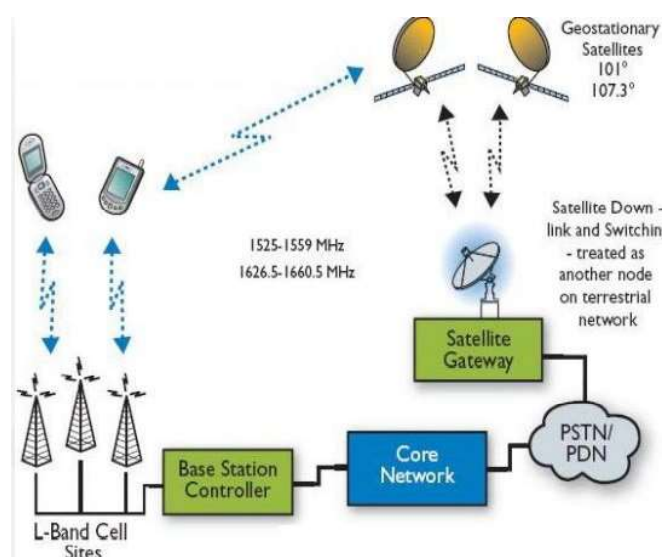 Geostationary
Satellites
101°
107.3°
1525-1559 MHz
1626.5-1660.5 MHz
Satellite Down -
link and Switchin
- treated as
another node
on terrestrial
network
Satellite
Gateway
PSTN/
PDN
Core
Network
Base Station
Controller
L-Band Cell
Sites